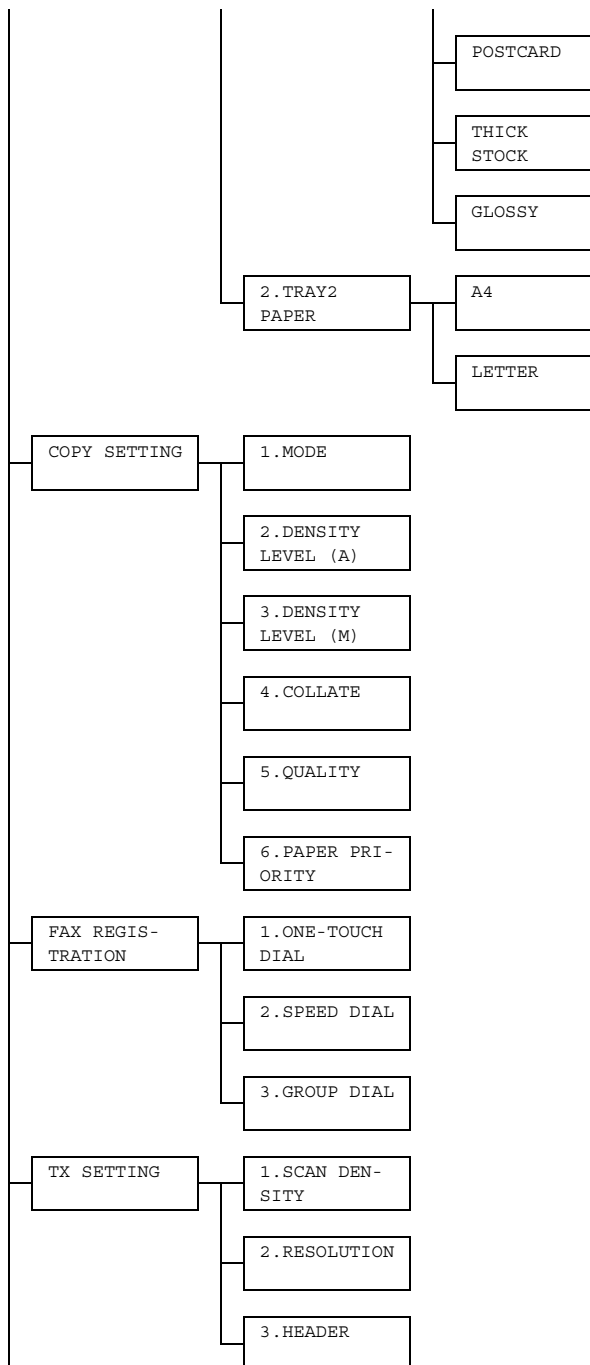 POSTCARD
THICK
STOCK
GLOSSY
2.TRAY2
PAPER
A4
LETTER
COPY SETTING
1.MODE
2.DENSITY
LEVEL (A)
3.DENSITY
LEVEL (M)
4.COLLATE
5.QUALITY
6.PAPER PRI-
ORITY
FAX REGIS-
TRATION
1.ONE-TOUCH
DIAL
2.SPEED DIAL
3.GROUP DIAL
TX SETTING
1.SCAN DEN-
SITY
2.RESOLUTION
3.HEADER